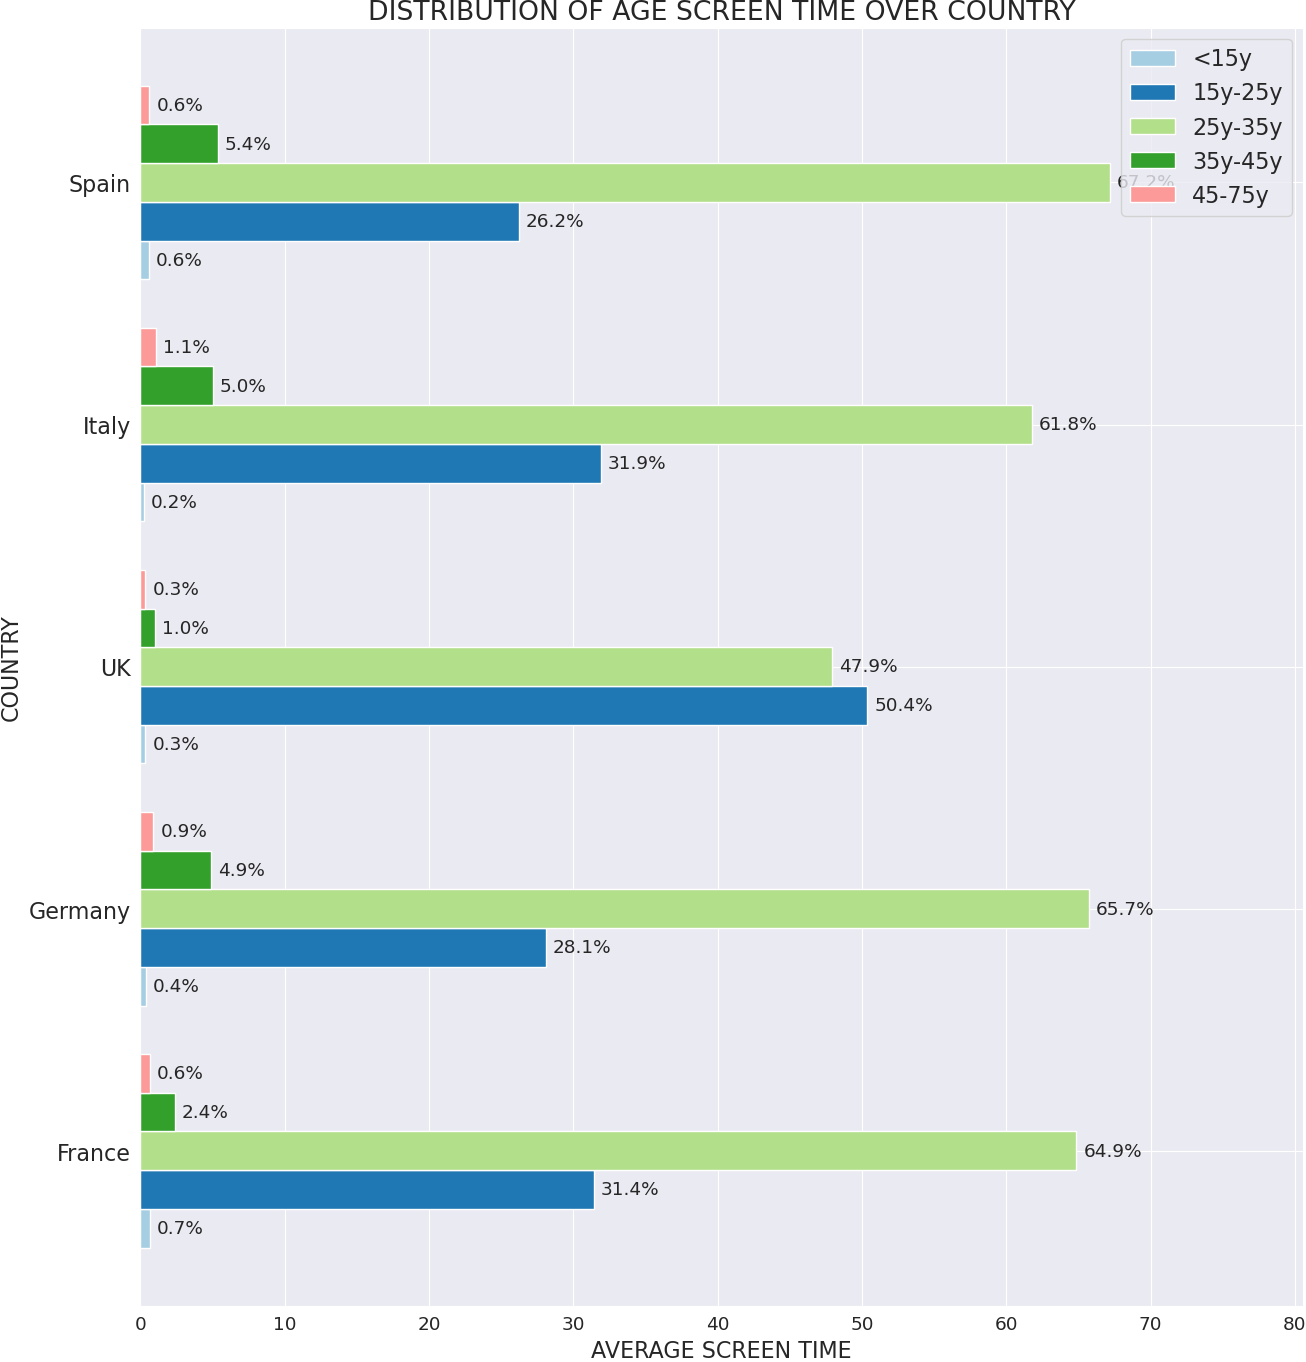 DISTRIBUTION OF AGE SCREEN TIME OVER COUNTRY
<15y
15y-25y
25y-35y
35y-45y
45-75y
Spain
0.6%
5.4%
67.2%
26.2%
0.6%
Italy
1.1%
5.0%
61.8%
31.9%
0.2%
UK
0.3%
1.0%
47.9%
50.4%
0.3%
Germany
0.9%
4.9%
65.7%
28.1%
0.4%
France
0.6%
2.4%
64.9%
31.4%
0.7%
COUNTRY
0 10 20 30 40 50 60 70 80
AVERAGE SCREEN TIME